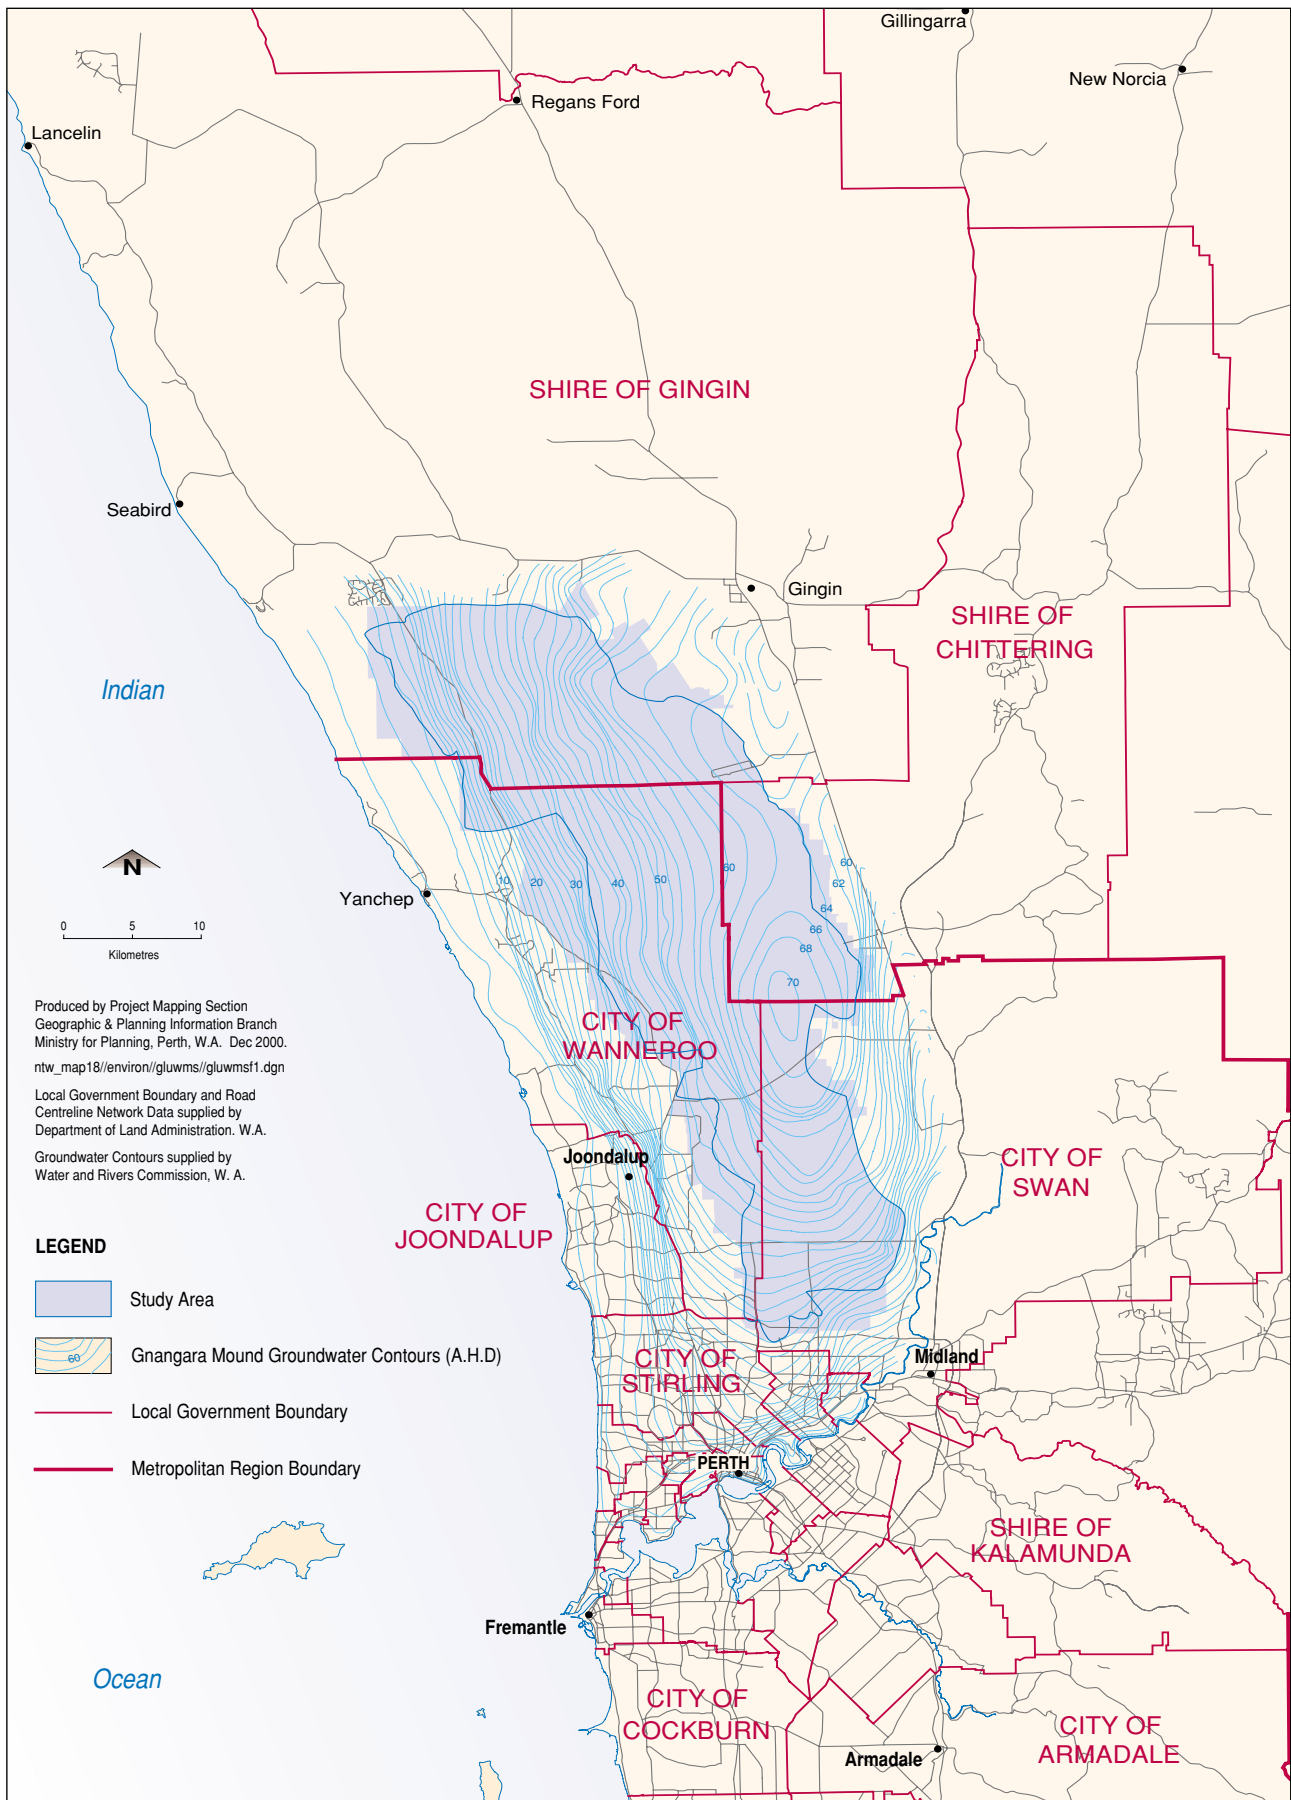 Gillingarra
New Norcia
Regans Ford
Lancelin
SHIRE OF GINGIN
Seabird
Gingin
SHIRE OF
CHITTERING
Indian
N
0 5 10
Kilometres
Yanchep
10
20
30
40
50
60
60
62
64
66
68
70
Produced by Project Mapping Section
Geographic & Planning Information Branch
Ministry for Planning, Perth, W.A. Dec 2000.
ntw_map18//environ//gluwms//gluwmsf1.dgn
Local Government Boundary and Road
Centreline Network Data supplied by
Department of Land Administration. W.A.
Groundwater Contours supplied by
Water and Rivers Commission, W. A.
CITY OF
WANNEROO
Joondalup
CITY OF
JOONDALUP
CITY OF
SWAN
LEGEND
Study Area
60
Gnangara Mound Groundwater Contours (A.H.D)
Local Government Boundary
Metropolitan Region Boundary
CITY OF
STIRLING
Midland
PERTH
SHIRE OF
KALAMUNDA
Fremantle
Ocean
CITY OF
COCKBURN
Armadale
CITY OF
ARMADALE